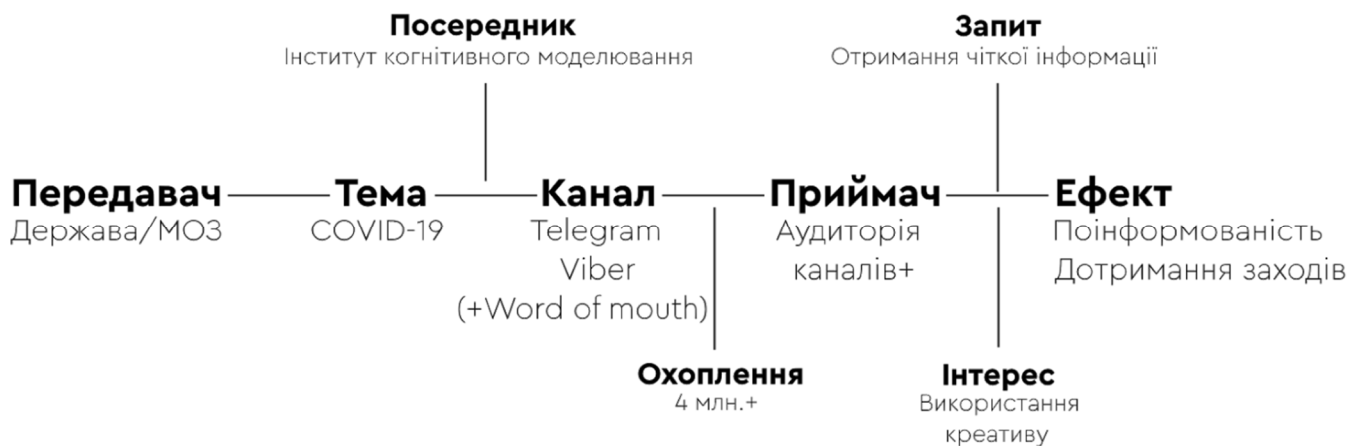 Посередник
Інститут когнітивного моделювання
Запит
Отримання чіткої інформації
Передавач
Держава/МОЗ
Тема
COVID-19
Канал
Telegram
Viber
(+Word of mouth)
Приймач
Аудиторія
каналів+
Ефект
Поінформованість
Дотримання заходів
Охоплення
4 млн.+
Інтерес
Використання
креативу